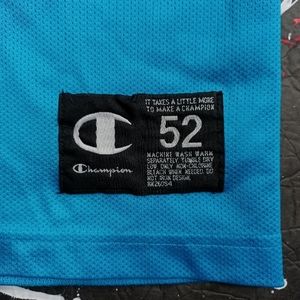 IT TAKES A LITTLE MORE
TO MAKE A CHAMPION
52
Champion
MACHINE WASH WARM
SEPARATELY TUMBLE DRY
LOW ONLY NON-CHLORINE
BLEACH WHEN NEEDED. DO
NOT IRON DESIGN.
RN26094